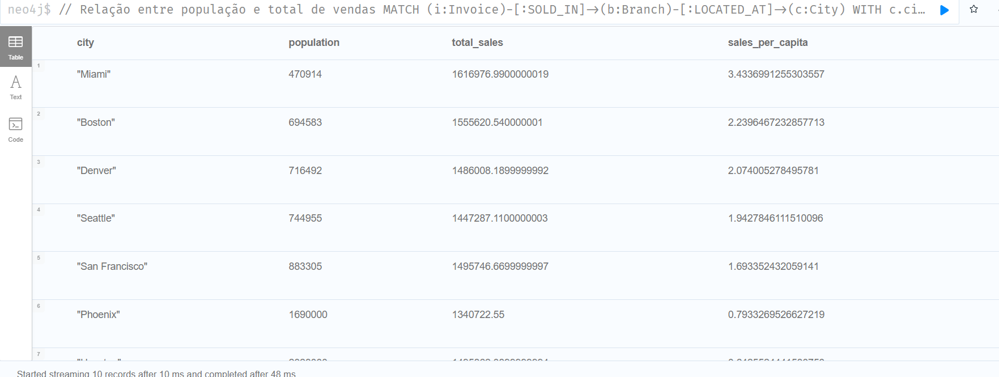 neo4j$ // Relação entre população e total de vendas MATCH (i:Invoice)-[:SOLD_IN]→(b:Branch)-[:LOCATED_AT]→(c:City) WITH c.ci…
Table
Text
Code
city population total_sales sales_per_capita
1 "Miami" 470914 1616976.9900000019 3.4336991255303557
2 "Boston" 694583 1555620.540000001 2.2396467232857713
3 "Denver" 716492 1486008.1899999992 2.074005278495781
4 "Seattle" 744955 1447287.1100000003 1.9427846111510096
5 "San Francisco" 883305 1495746.6699999997 1.693352432059141
6 "Phoenix" 1690000 1340722.55 0.7933269526627219
7
Started streaming 10 records after 10 ms and completed after 48 ms